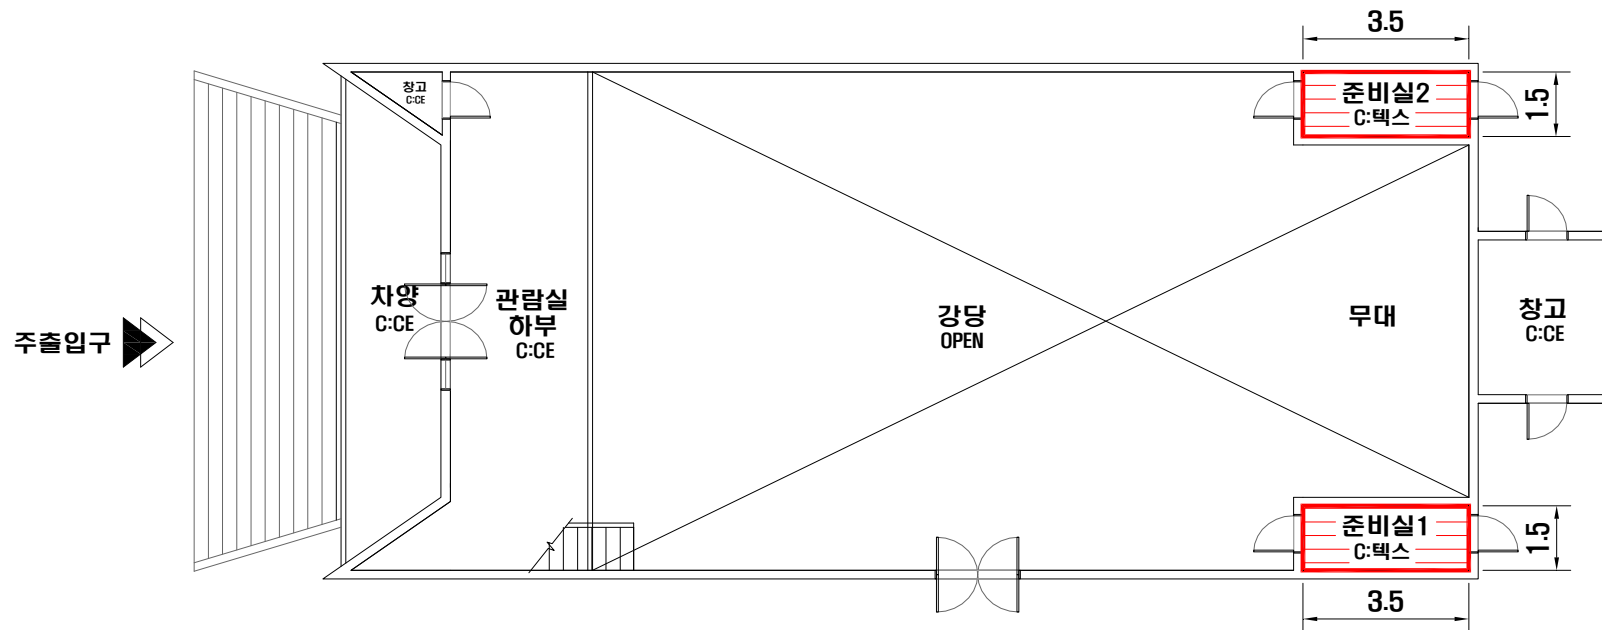 3.5
창고
C:CE
준비실2
C:텍스
1.5
차양
C:CE
관람실
하부
C:CE
강당
OPEN
무대
창고
C:CE
주출입구
준비실1
C:텍스
1.5
3.5